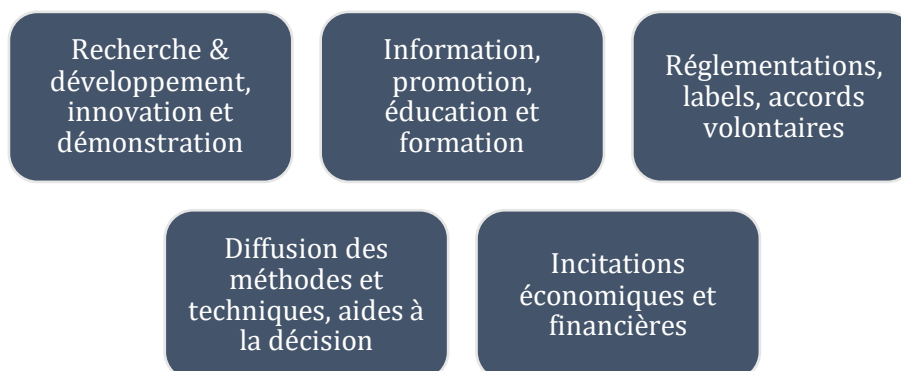 Recherche &
développement,
innovation et
démonstration
Information,
promotion,
éducation et
formation
Réglementations,
labels, accords
volontaires
Diffusion des
méthodes et
techniques, aides à
la décision
Incitations
économiques et
financières